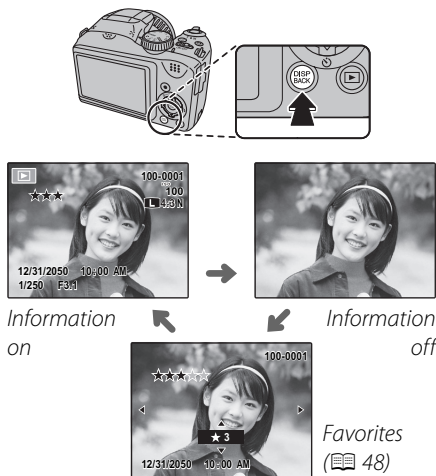 DISP
BACK
100-0001
100
L 4:3 N
12/31/2050 10:00 AM
1/250 F3.1
Information
on
Information
off
100-0001
★ 3
12/31/2050 10:00 AM
Favorites
( 48)